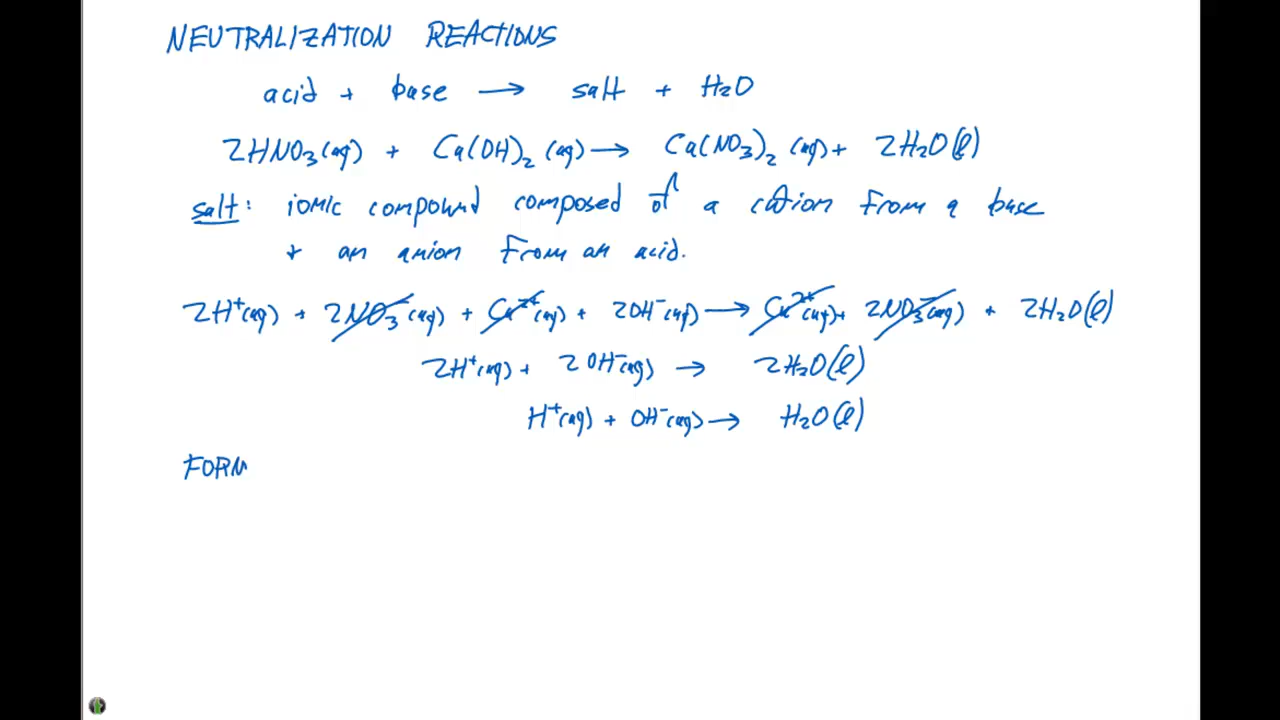 NEUTRALIZATION REACTIONS
acid + base → salt + H₂O
2HNO₃(aq) + Ca(OH)₂ (aq) → Ca(NO₃)₂ (aq) + 2H₂O(l)
salt: ionic compound composed of a cation from a base
+ an anion from an acid.
2H⁺(aq) + 2NO₃⁻(aq) + Ca²⁺(aq) + 2OH⁻(aq) → Ca²⁺(aq) + 2NO₃⁻(aq) + 2H₂O(l)
2H⁺(aq) + 2OH⁻(aq) → 2H₂O(l)
H⁺(aq) + OH⁻(aq) → H₂O(l)
FORM